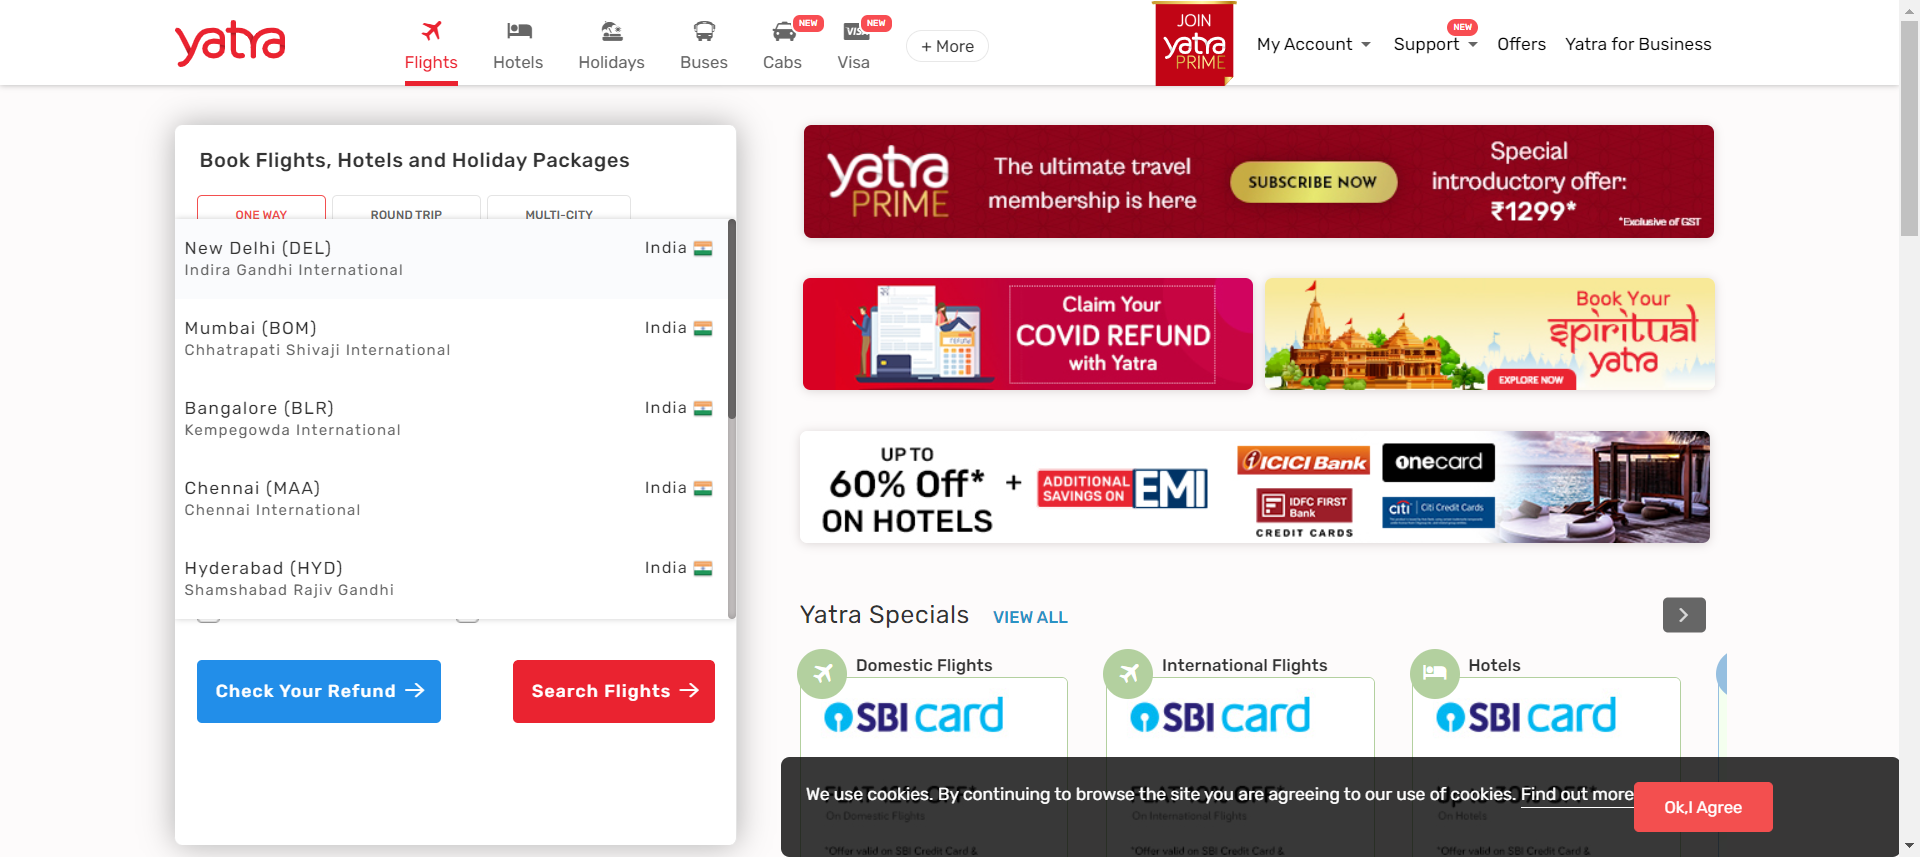 yatra
Flights
Hotels
Holidays
Buses
NEW
Cabs
NEW
VISA
Visa
+ More
JOIN
yatra
PRIME
My Account
NEW
Support
Offers
Yatra for Business
Book Flights, Hotels and Holiday Packages
ONE WAY
ROUND TRIP
MULTI-CITY
New Delhi (DEL)
India
Indira Gandhi International
Mumbai (BOM)
India
Chhatrapati Shivaji International
Bangalore (BLR)
India
Kempegowda International
Chennai (MAA)
India
Chennai International
Hyderabad (HYD)
India
Shamshabad Rajiv Gandhi
Check Your Refund
Search Flights
yatra
PRIME
The ultimate travel
membership is here
SUBSCRIBE NOW
Special
introductory offer:
₹1299*
*Exclusive of GST
REFUND
Claim Your
COVID REFUND
with Yatra
Book Your
spiritual
yatra
EXPLORE NOW
UP TO
60% Off*
ON HOTELS
+
ADDITIONAL
SAVINGS ON
EMI
ICICI Bank
onecard
IDFC FIRST
Bank
citi Citi Credit Cards
CREDIT CARDS
Yatra Specials
VIEW ALL
Domestic Flights
SBI card
On Domestic Flights
*Offer valid on SBI Credit Card &
International Flights
SBI card
On International Flights
*Offer valid on SBI Credit Card &
Hotels
SBI card
On Hotels
*Offer valid on SBI Credit Card &
We use cookies. By continuing to browse the site you are agreeing to our use of cookies. Find out more
Ok,I Agree